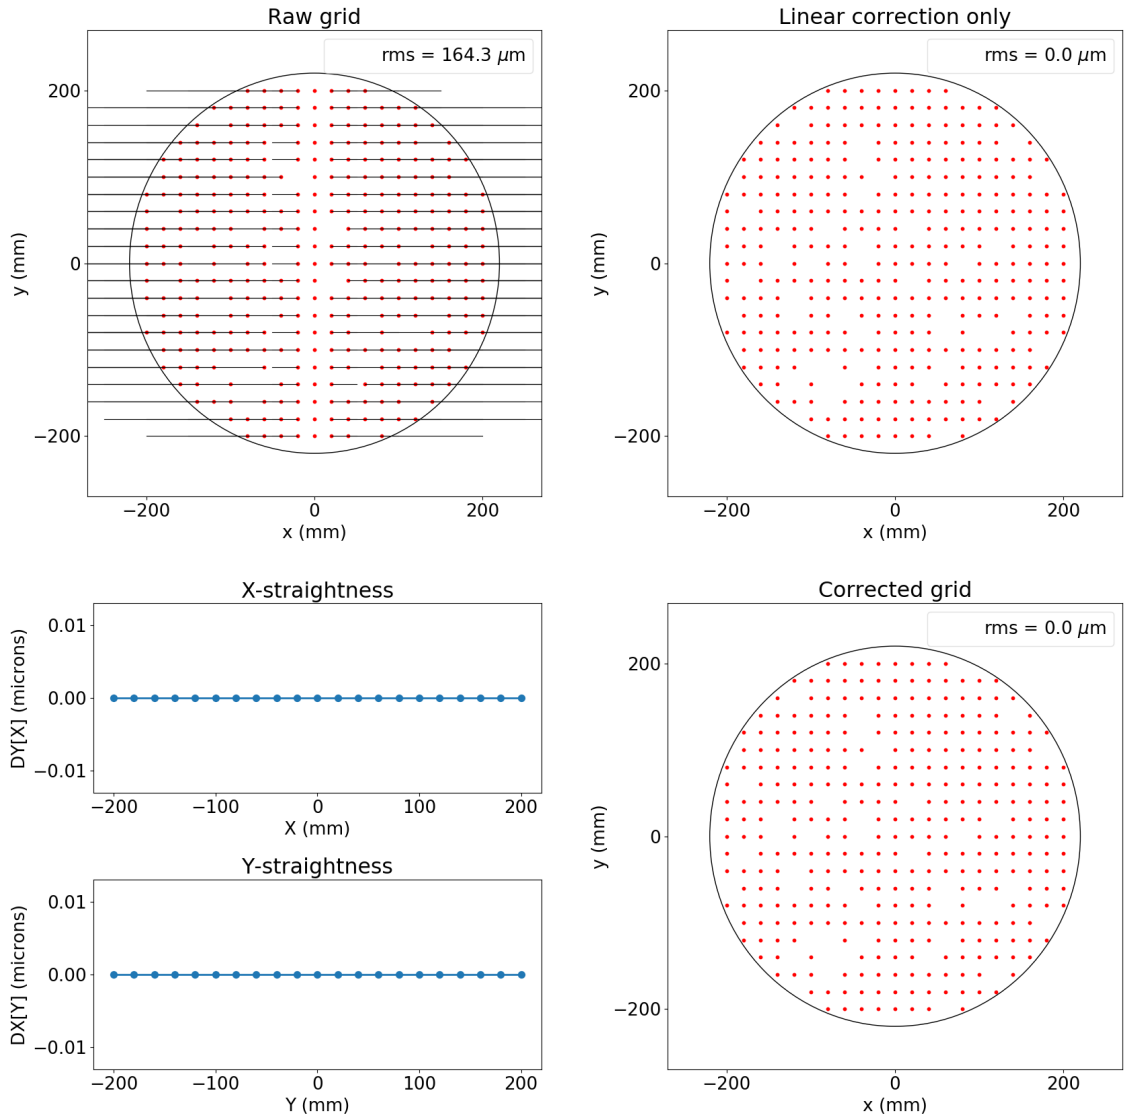 Raw grid
rms = 164.3 μm
200
0
−200
y (mm)
−200
0
200
x (mm)
Linear correction only
rms = 0.0 μm
200
0
−200
y (mm)
−200
0
200
x (mm)
X-straightness
0.01
0.00
−0.01
DY[X] (microns)
−200
−100
0
100
200
X (mm)
Y-straightness
0.01
0.00
−0.01
DX[Y] (microns)
−200
−100
0
100
200
Y (mm)
Corrected grid
rms = 0.0 μm
200
0
−200
y (mm)
−200
0
200
x (mm)